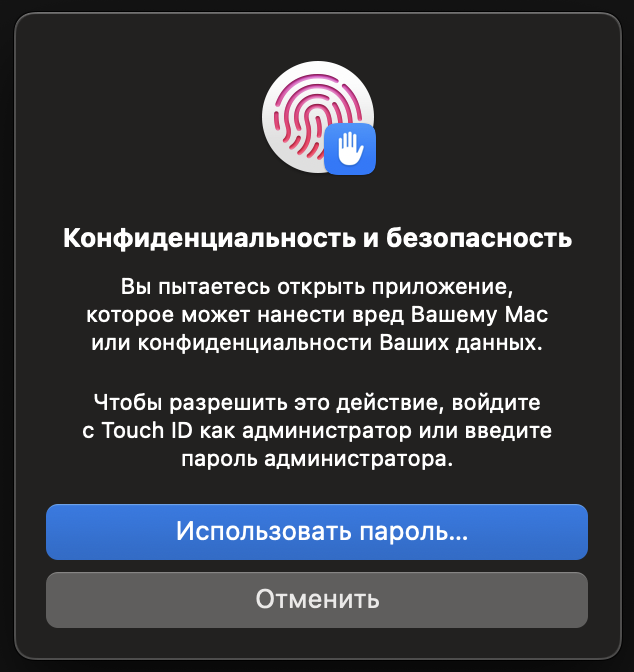 Конфиденциальность и безопасность
Вы пытаетесь открыть приложение,
которое может нанести вред Вашему Mac
или конфиденциальности Ваших данных.
Чтобы разрешить это действие, войдите
с Touch ID как администратор или введите
пароль администратора.
Использовать пароль...
Отменить